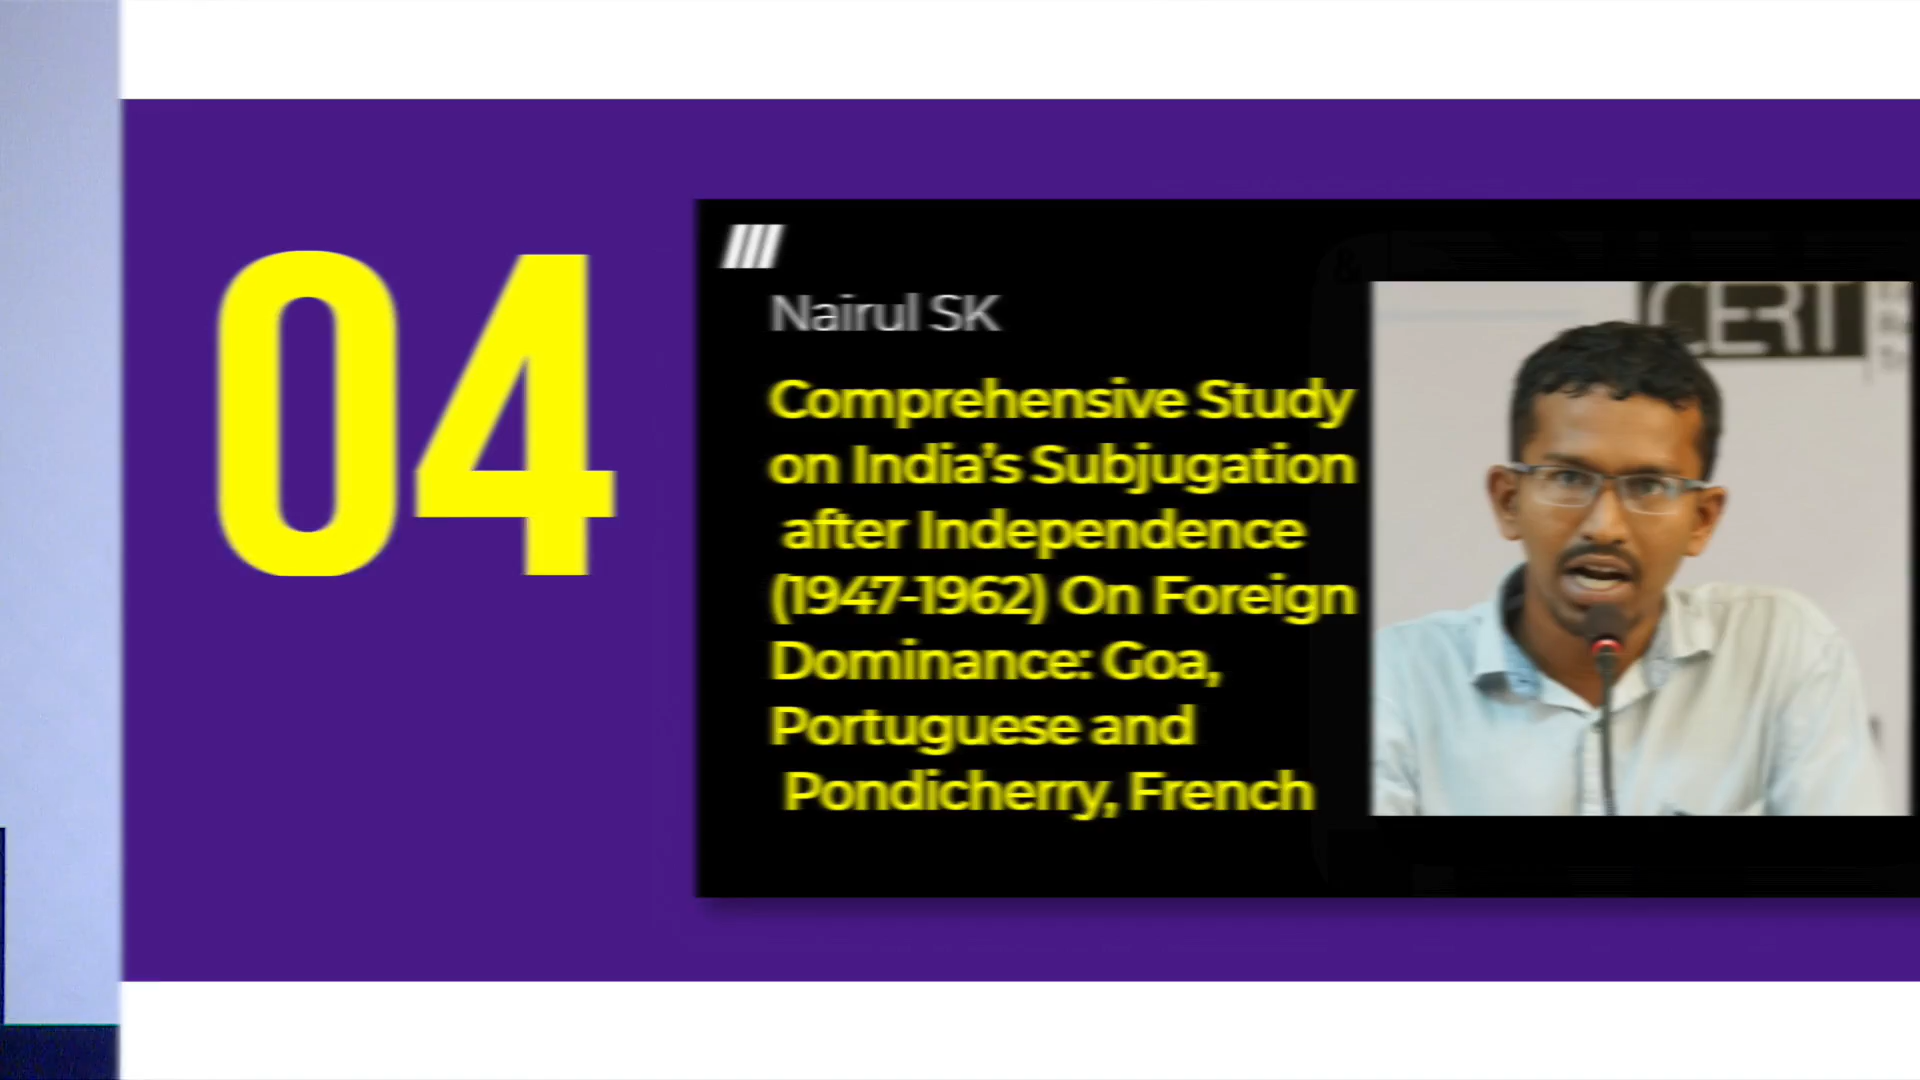 04
Nairul SK
Comprehensive Study
on India's Subjugation
after Independence
(1947-1962) On Foreign
Dominance: Goa,
Portuguese and
Pondicherry, French
CERT